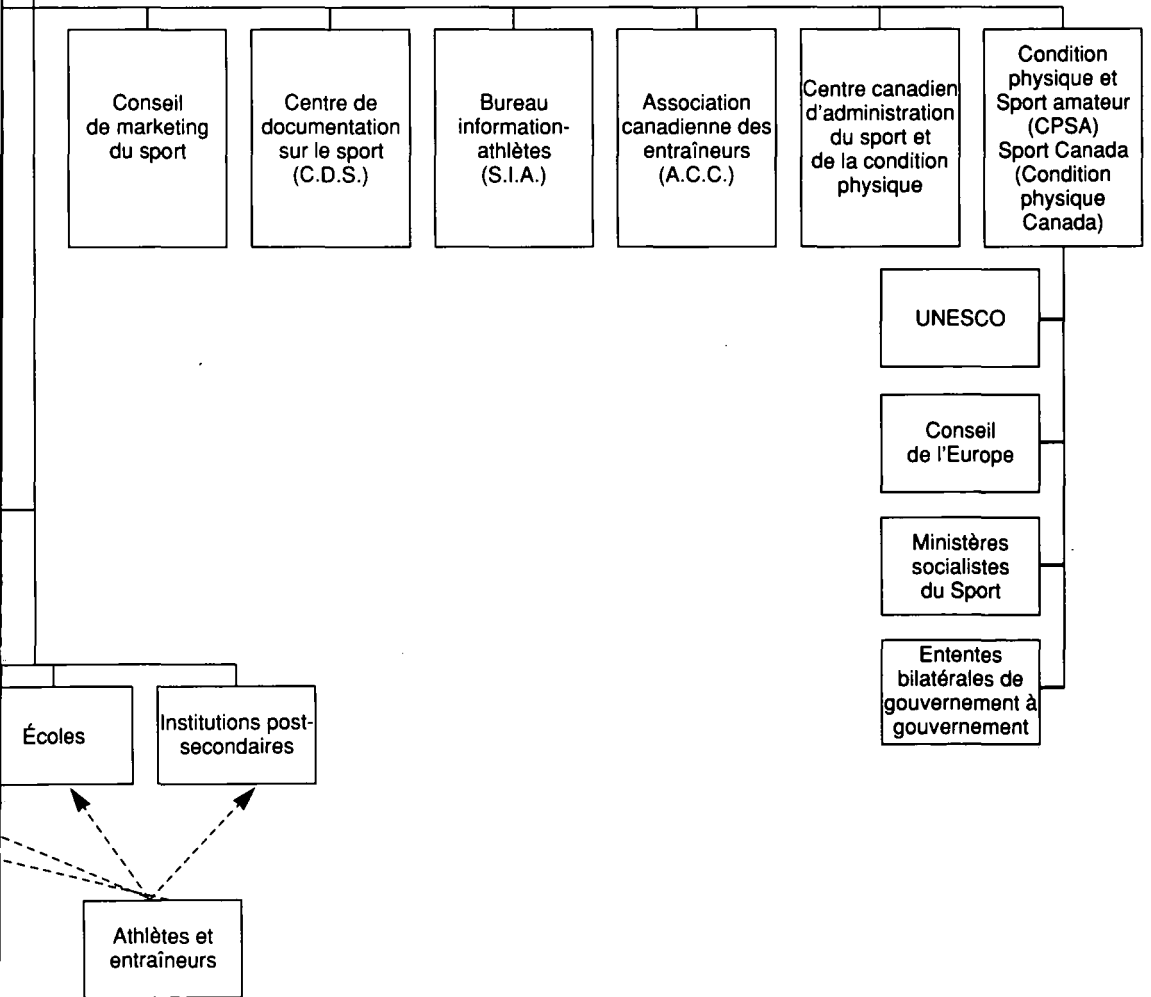 Conseil
de marketing
du sport
Centre de
documentation
sur le sport
(C.D.S.)
Bureau
information-
athlètes
(S.I.A.)
Association
canadienne des
entraîneurs
(A.C.C.)
Centre canadien
d'administration
du sport et
de la condition
physique
Condition
physique et
Sport amateur
(CPSA)
Sport Canada
(Condition
physique
Canada)
UNESCO
Conseil
de l'Europe
Ministères
socialistes
du Sport
Ententes
bilatérales de
gouvernement à
gouvernement
Écoles
Institutions post-
secondaires
Athlètes et
entraîneurs